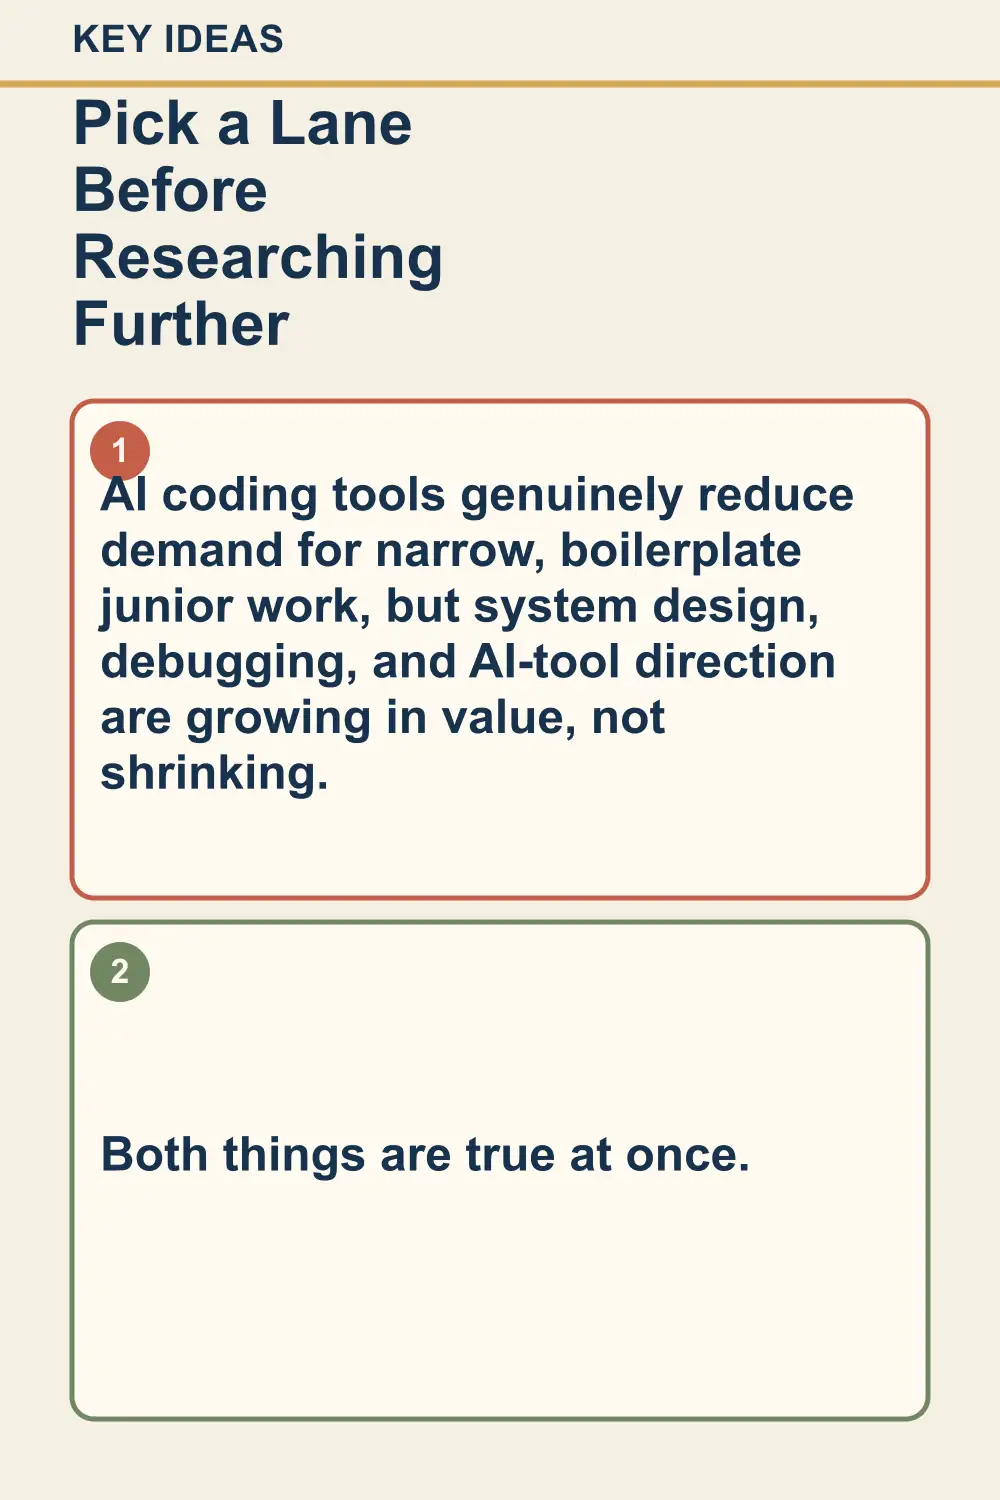 KEY IDEAS
Pick a Lane
Before
Researching
Further
1
AI coding tools genuinely reduce
demand for narrow, boilerplate
junior work, but system design,
debugging, and AI-tool direction
are growing in value, not
shrinking.
2
Both things are true at once.